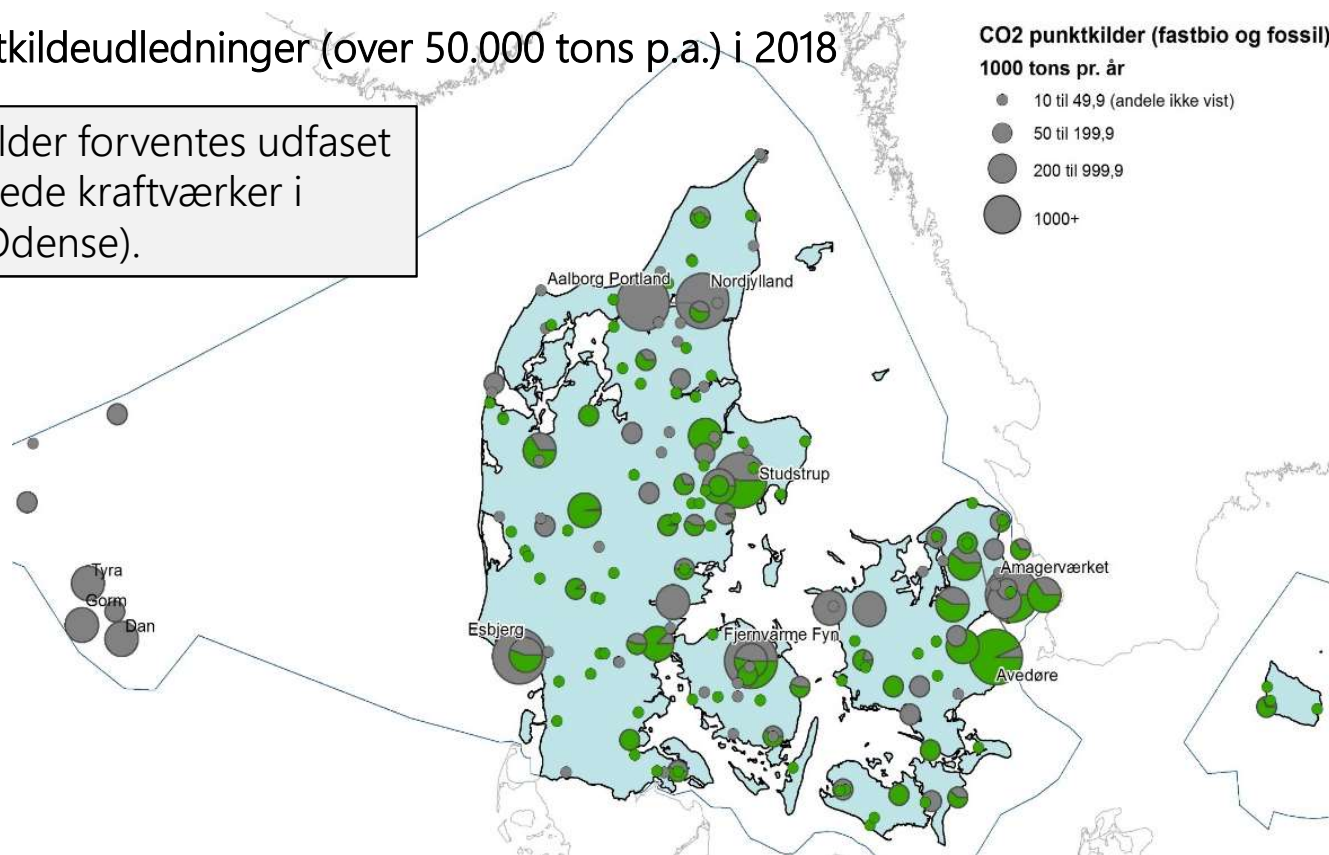 tkildeudledninger (over 50.000 tons p.a.) i 2018
CO2 punktkilder (fastbio og fossil)
1000 tons pr. år
10 til 49,9 (andele ikke vist)
50 til 199,9
200 til 999,9
1000+
lder forventes udfaset
ede kraftværker i
Odense).
Aalborg Portland
Nordjylland
Studstrup
Tyra
Gorm
Dan
Amagerværket
Esbjerg
Fjernvarme Fyn
Avedøre